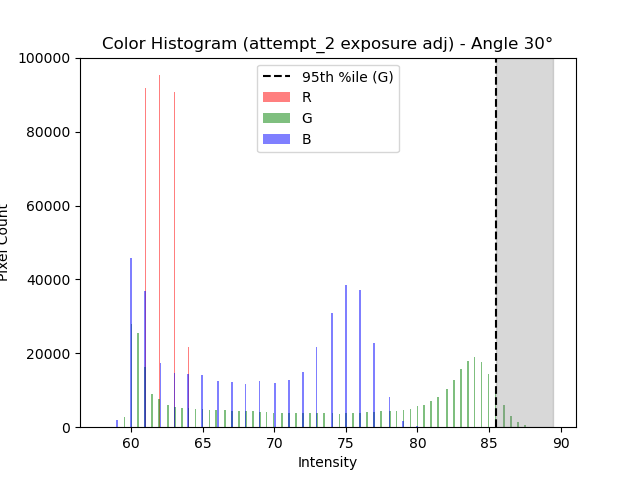 Color Histogram (attempt_2 exposure adj) - Angle 30°
100000
80000
60000
40000
20000
0
Pixel Count
95th %ile (G)
R
G
B
60 65 70 75 80 85 90
Intensity